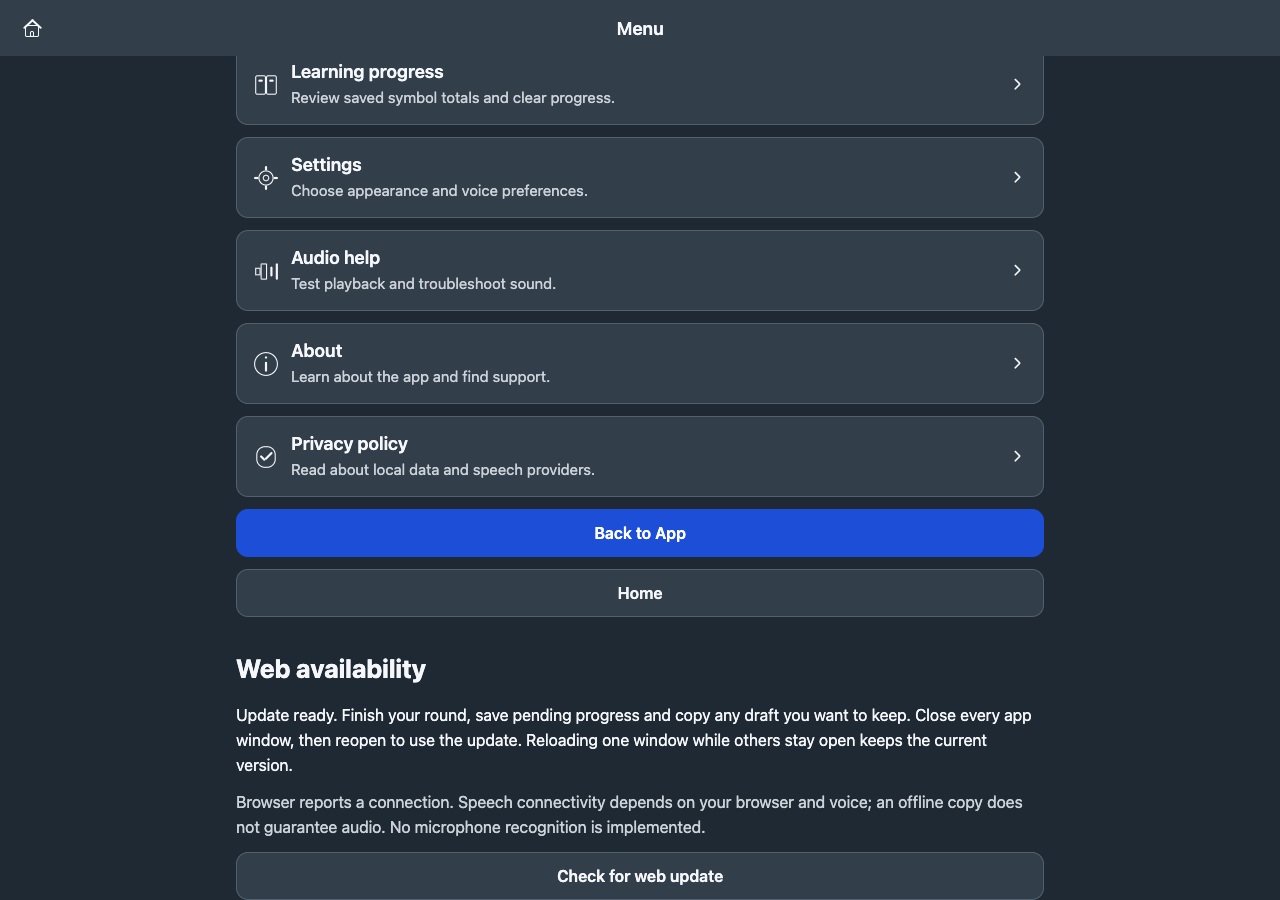 Menu
Learning progress
Review saved symbol totals and clear progress.
Settings
Choose appearance and voice preferences.
Audio help
Test playback and troubleshoot sound.
About
Learn about the app and find support.
Privacy policy
Read about local data and speech providers.
Back to App
Home
Web availability
Update ready. Finish your round, save pending progress and copy any draft you want to keep. Close every app
window, then reopen to use the update. Reloading one window while others stay open keeps the current
version.
Browser reports a connection. Speech connectivity depends on your browser and voice; an offline copy does
not guarantee audio. No microphone recognition is implemented.
Check for web update